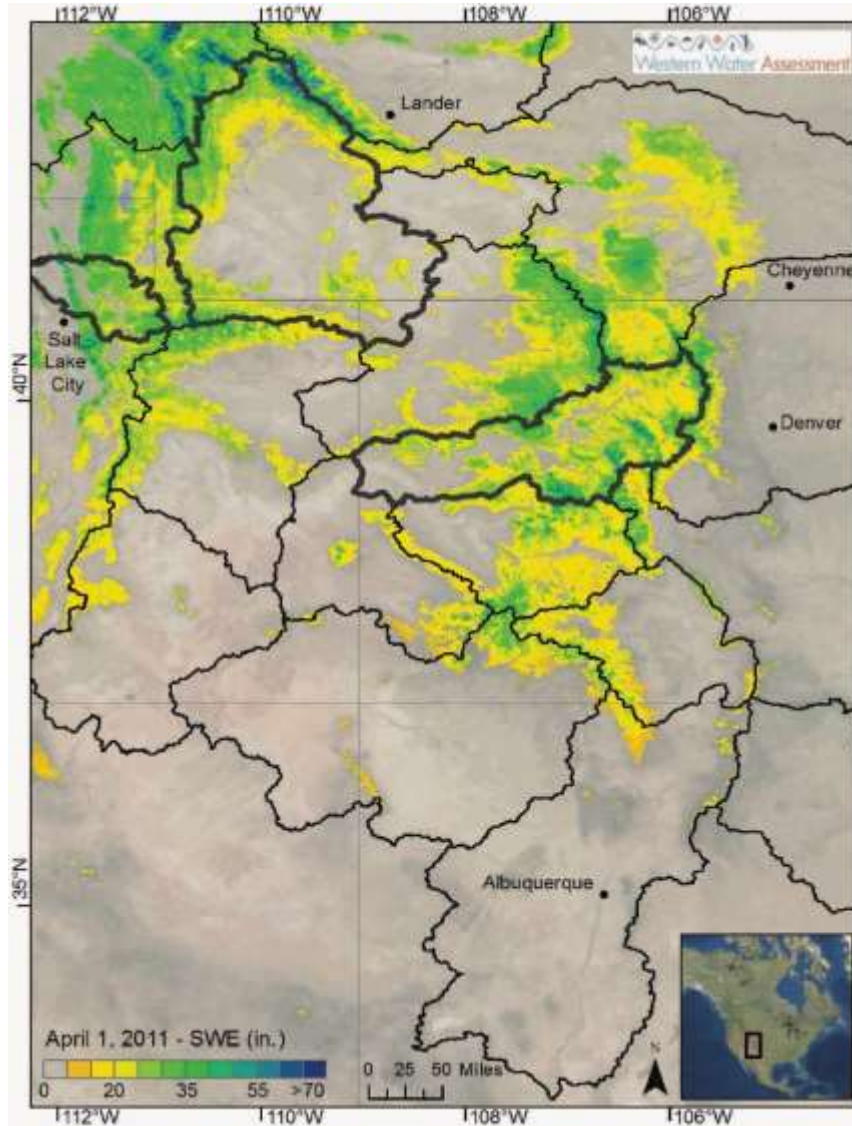 112°W 110°W 108°W 106°W
Western Water Assessment
Lander
Cheyenne
Salt
Lake
City
40°N
Denver
35°N
Albuquerque
April 1, 2011 - SWE (in.)
0 20 35 55 >70
0 25 50 Miles
N
112°W 110°W 108°W 106°W